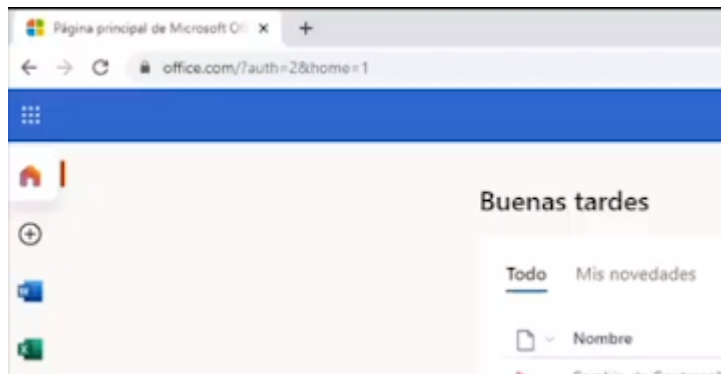 Página principal de Microsoft Of
office.com/?auth=2&home=1
Buenas tardes
Todo Mis novedades
Nombre